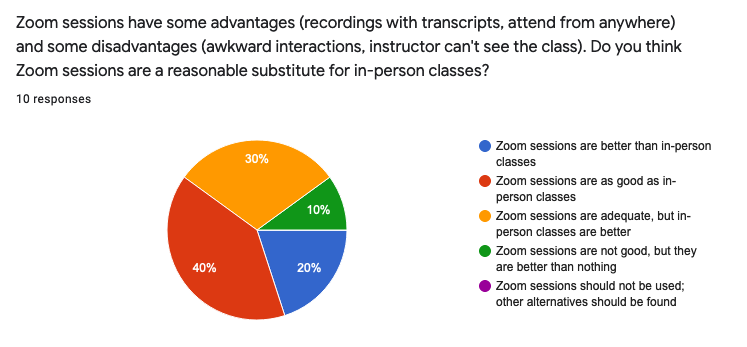 Zoom sessions have some advantages (recordings with transcripts, attend from anywhere)
and some disadvantages (awkward interactions, instructor can't see the class). Do you think
Zoom sessions are a reasonable substitute for in-person classes?
10 responses
30%
10%
40%
20%
Zoom sessions are better than in-person
classes
Zoom sessions are as good as in-
person classes
Zoom sessions are adequate, but in-
person classes are better
Zoom sessions are not good, but they
are better than nothing
Zoom sessions should not be used;
other alternatives should be found